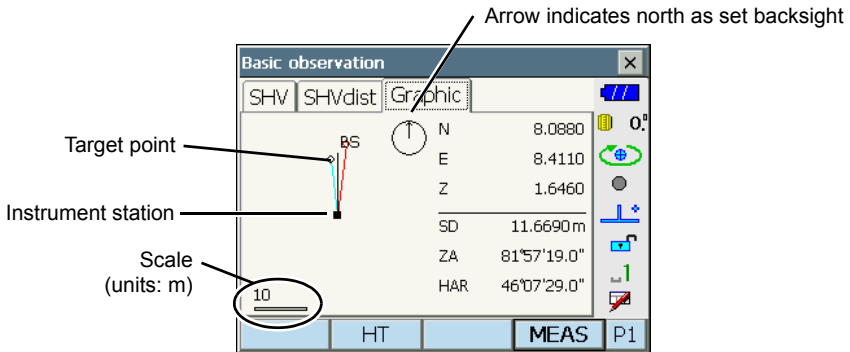 Arrow indicates north as set backsight
Basic observation
SHV SHVdist Graphic
Target point
BS
N 8.0880
E 8.4110
Z 1.6460
Instrument station
SD 11.6690m
ZA 81°57'19.0"
HAR 46°07'29.0"
Scale
(units: m)
10
0."
1
HT MEAS P1